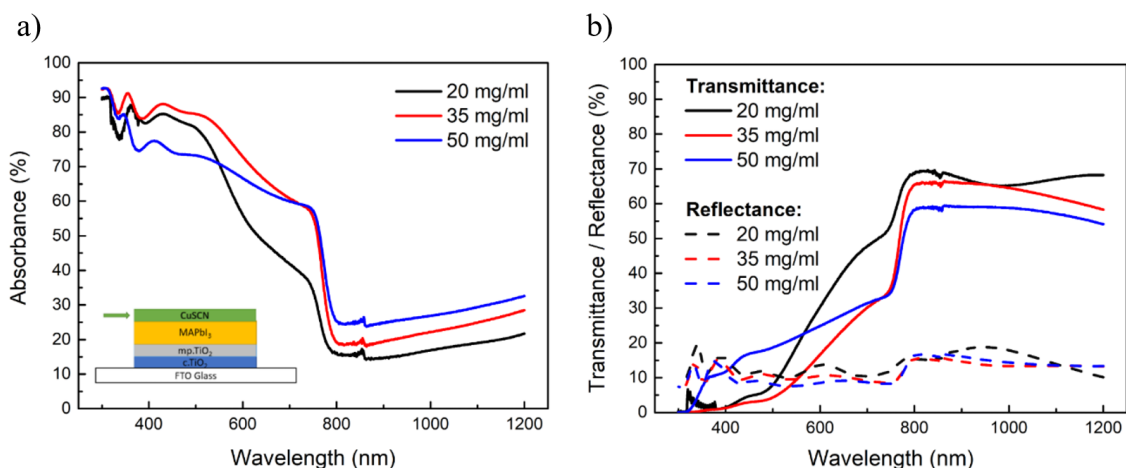 a)
Absorbance (%)
100
90
80
70
60
50
40
30
20
10
0
20 mg/ml
35 mg/ml
50 mg/ml
CuSCN
MAPbI3
mp.TiO2
c.TiO2
FTO Glass
400 600 800 1000 1200
Wavelength (nm)
b)
Transmittance / Reflectance (%)
100
90
80
70
60
50
40
30
20
10
0
Transmittance:
20 mg/ml
35 mg/ml
50 mg/ml
Reflectance:
20 mg/ml
35 mg/ml
50 mg/ml
400 600 800 1000 1200
Wavelength (nm)